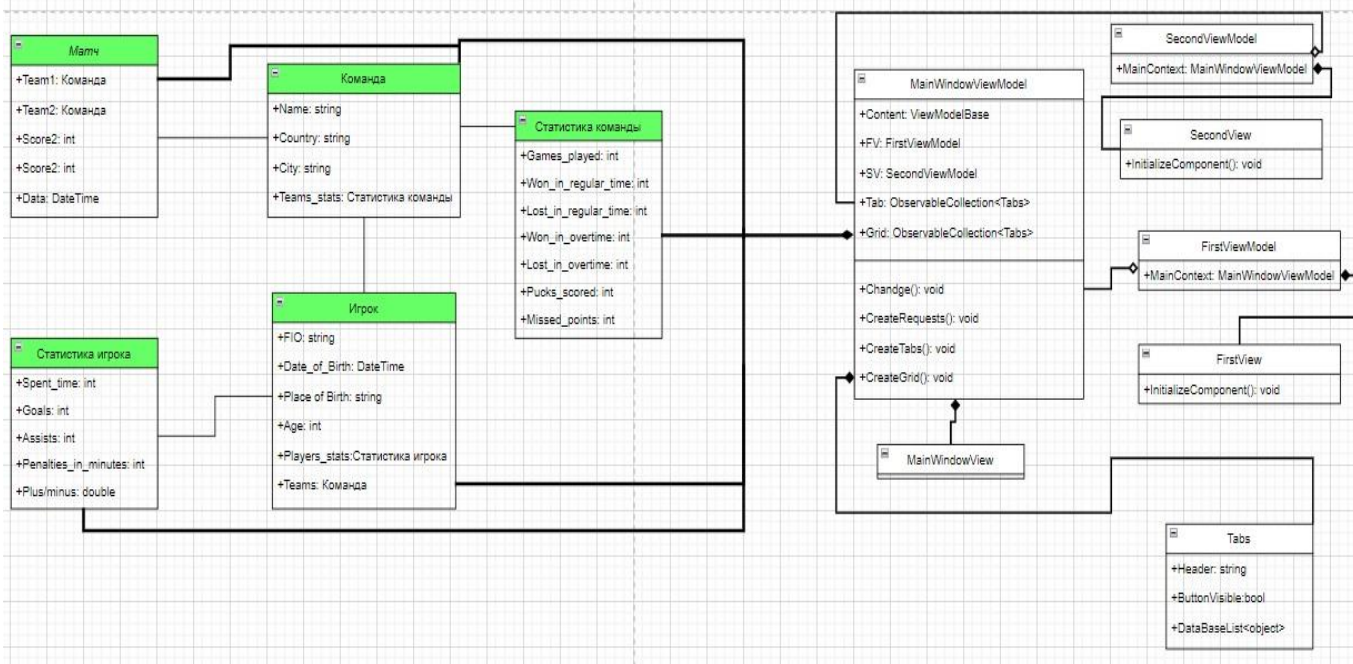 Матч
+Team1: Команда
+Team2: Команда
+Score2: int
+Score2: int
+Data: DateTime
Команда
+Name: string
+Country: string
+City: string
+Teams_stats: Статистика команды
Статистика команды
+Games_played: int
+Won_in_regular_time: int
+Lost_in_regular_time: int
+Won_in_overtime: int
+Lost_in_overtime: int
+Pucks_scored: int
+Missed_points: int
Игрок
+FIO: string
+Date_of_Birth: DateTime
+Place of Birth: string
+Age: int
+Players_stats:Статистика игрока
+Teams: Команда
Статистика игрока
+Spent_time: int
+Goals: int
+Assists: int
+Penalties_in_minutes: int
+Plus/minus: double
MainWindowViewModel
+Content: ViewModelBase
+FV: FirstViewModel
+SV: SecondViewModel
+Tab: ObservableCollection<Tabs>
+Grid: ObservableCollection<Tabs>
+Chandge(): void
+CreateRequests(): void
+CreateTabs(): void
+CreateGrid(): void
MainWindowView
SecondViewModel
+MainContext: MainWindowViewModel
SecondView
+InitializeComponent(): void
FirstViewModel
+MainContext: MainWindowViewModel
FirstView
+InitializeComponent(): void
Tabs
+Header: string
+ButtonVisible:bool
+DataBaseList<object>